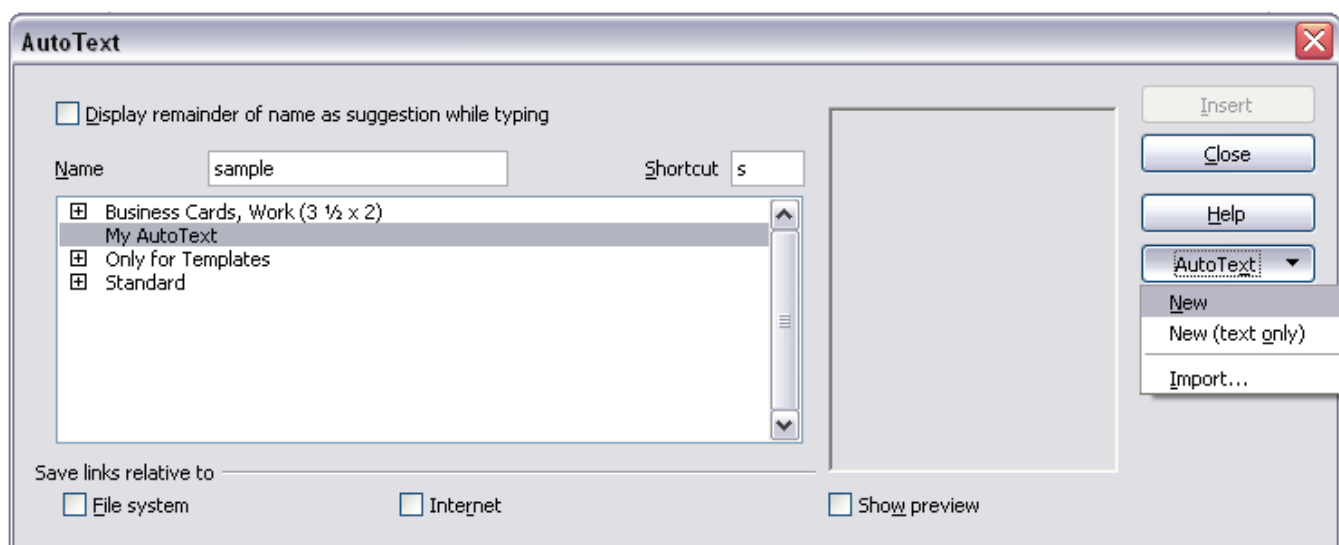 AutoText
Display remainder of name as suggestion while typing
Insert
Name sample Shortcut s
Close
Business Cards, Work (3 ½ x 2)
Help
My AutoText
Only for Templates
AutoText
Standard
New
New (text only)
Import...
Save links relative to
File system Internet Show preview